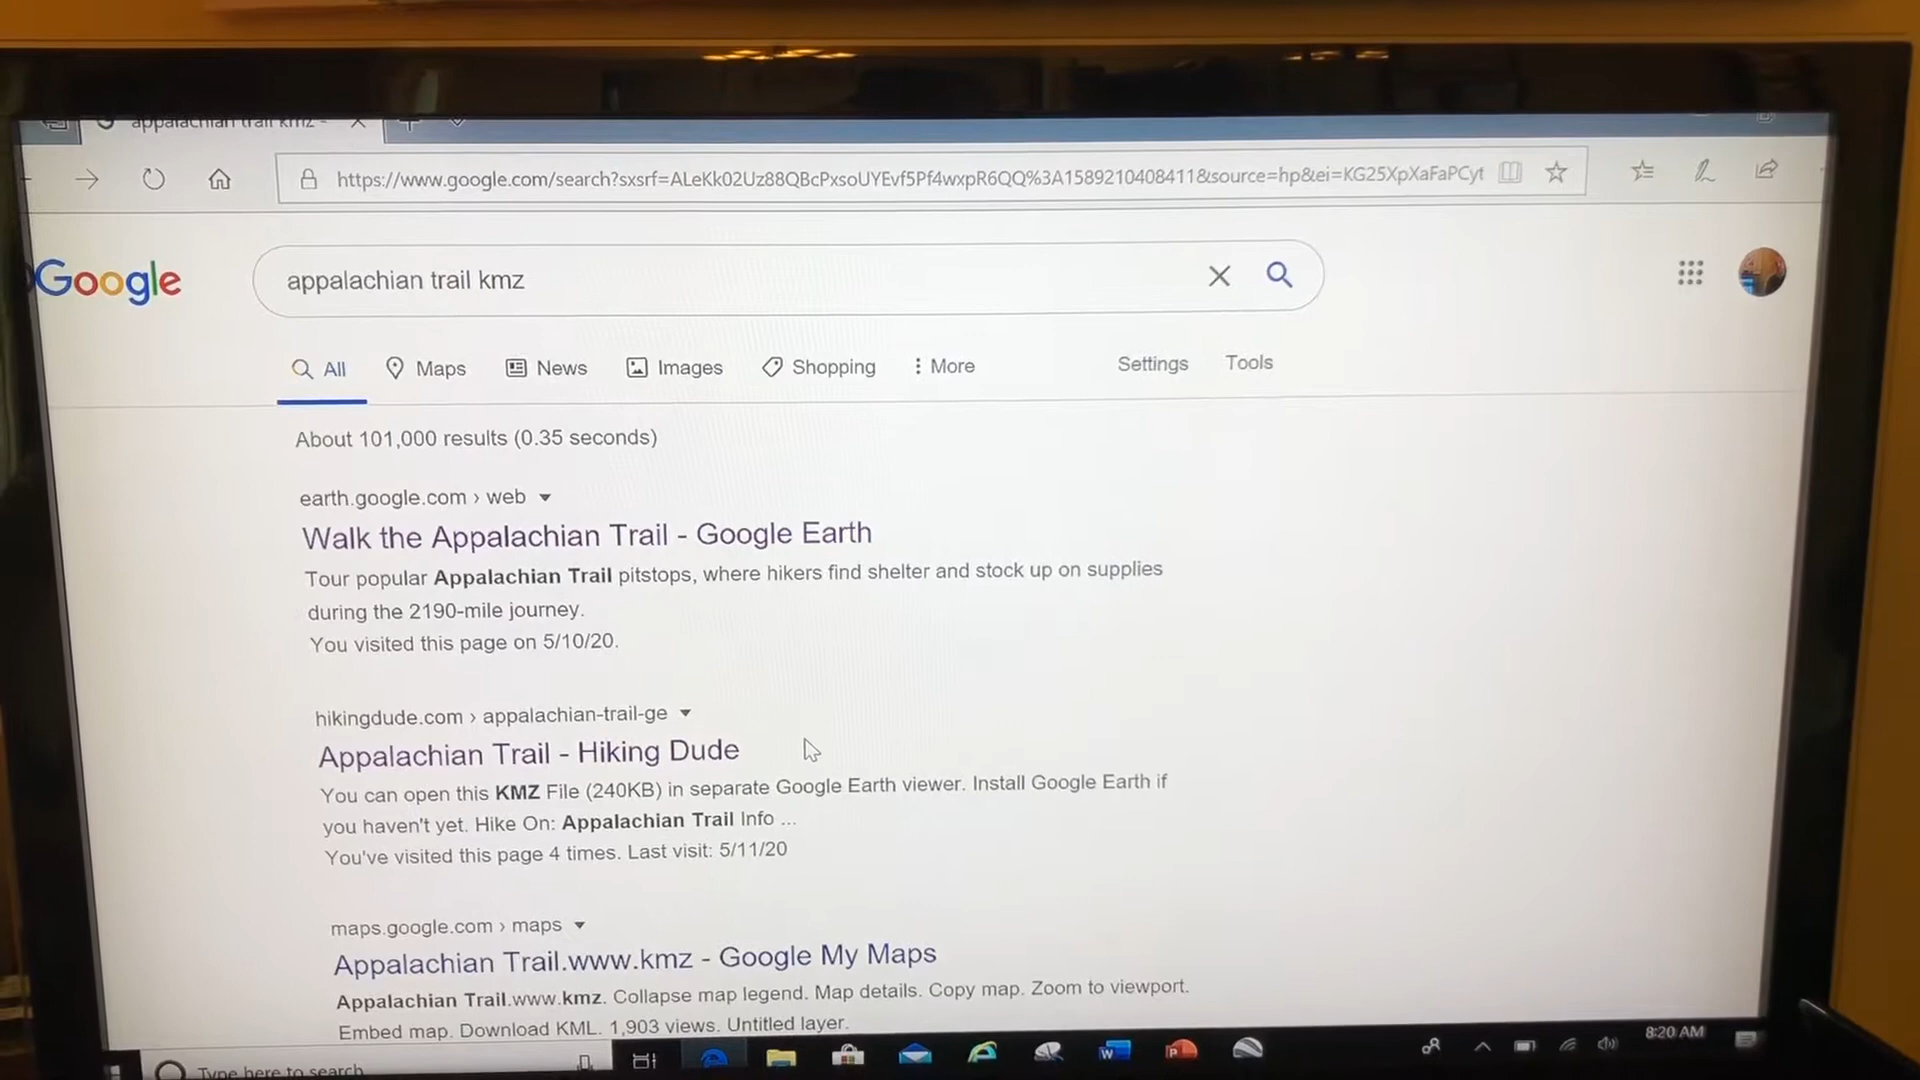 appalachian trail kmz -
https://www.google.com/search?sxsrf=ALeKk02Uz88QBcPxsoUYEvf5Pf4wxpR6QQ%3A1589210408411&source=hp&ei=KG25XpXaFaPCyt
Google
appalachian trail kmz
All Maps News Images Shopping More Settings Tools
About 101,000 results (0.35 seconds)
earth.google.com › web
Walk the Appalachian Trail - Google Earth
Tour popular Appalachian Trail pitstops, where hikers find shelter and stock up on supplies
during the 2190-mile journey.
You visited this page on 5/10/20.
hikingdude.com › appalachian-trail-ge
Appalachian Trail - Hiking Dude
You can open this KMZ File (240KB) in separate Google Earth viewer. Install Google Earth if
you haven't yet. Hike On: Appalachian Trail Info ...
You've visited this page 4 times. Last visit: 5/11/20
maps.google.com › maps
Appalachian Trail.www.kmz - Google My Maps
Appalachian Trail.www.kmz. Collapse map legend. Map details. Copy map. Zoom to viewport.
Embed map. Download KML. 1,903 views. Untitled layer.
Type here to search
8:20 AM